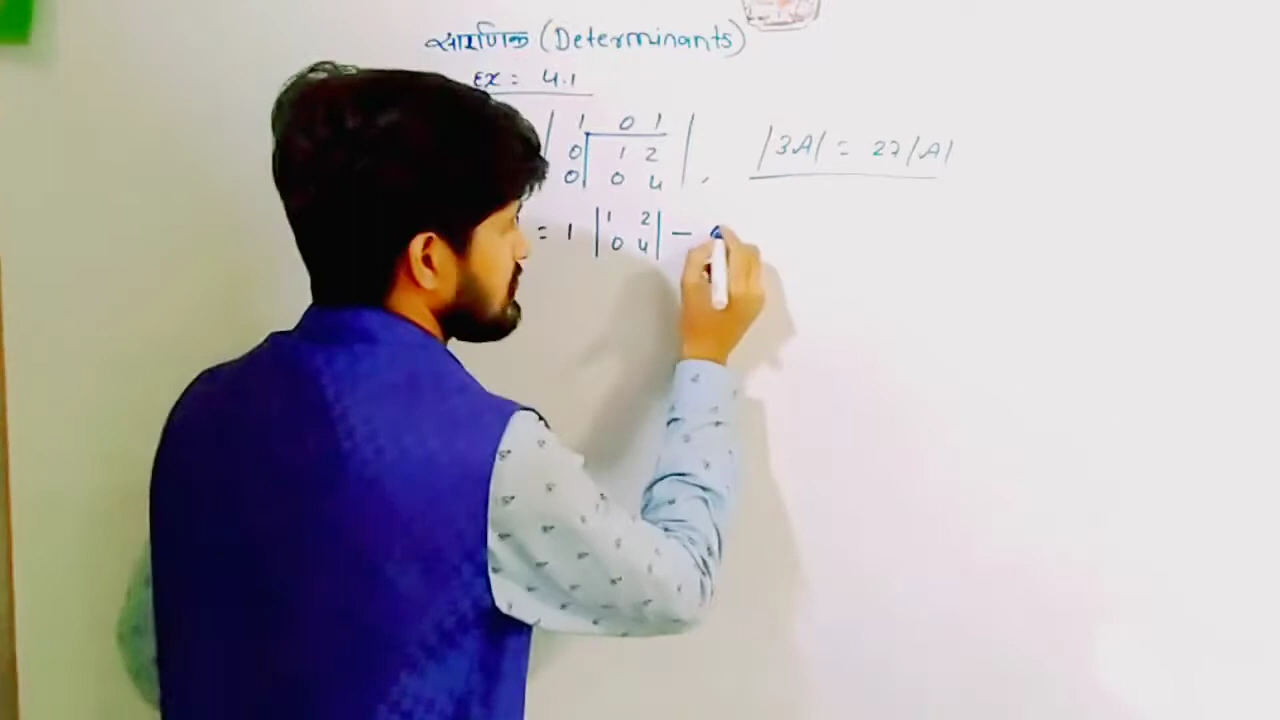 सारणिक (Determinants)
Ex = 4.1
| 1 0 1 |
| 0 1 2 | , |3A| = 27|A|
| 0 0 4 |
= 1 | 1 2 | -
| 0 4 |